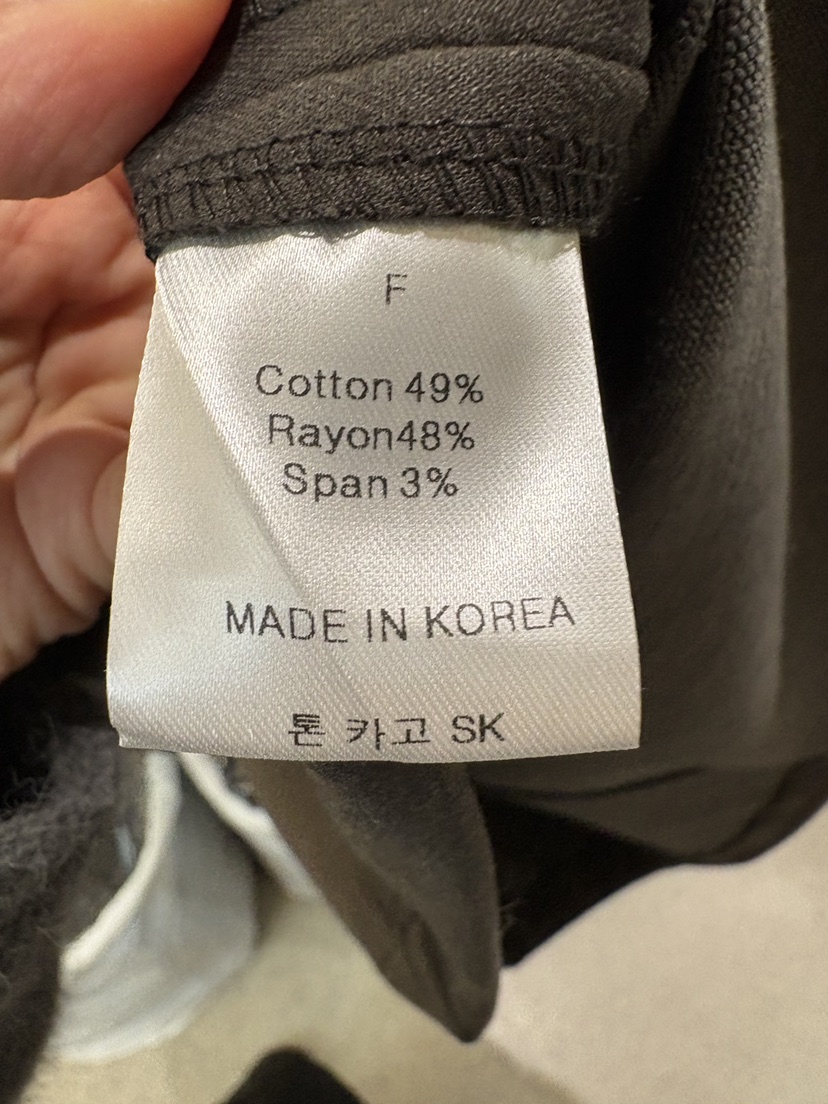 F
Cotton 49%
Rayon48%
Span 3%
MADE IN KOREA
톤 카고 SK